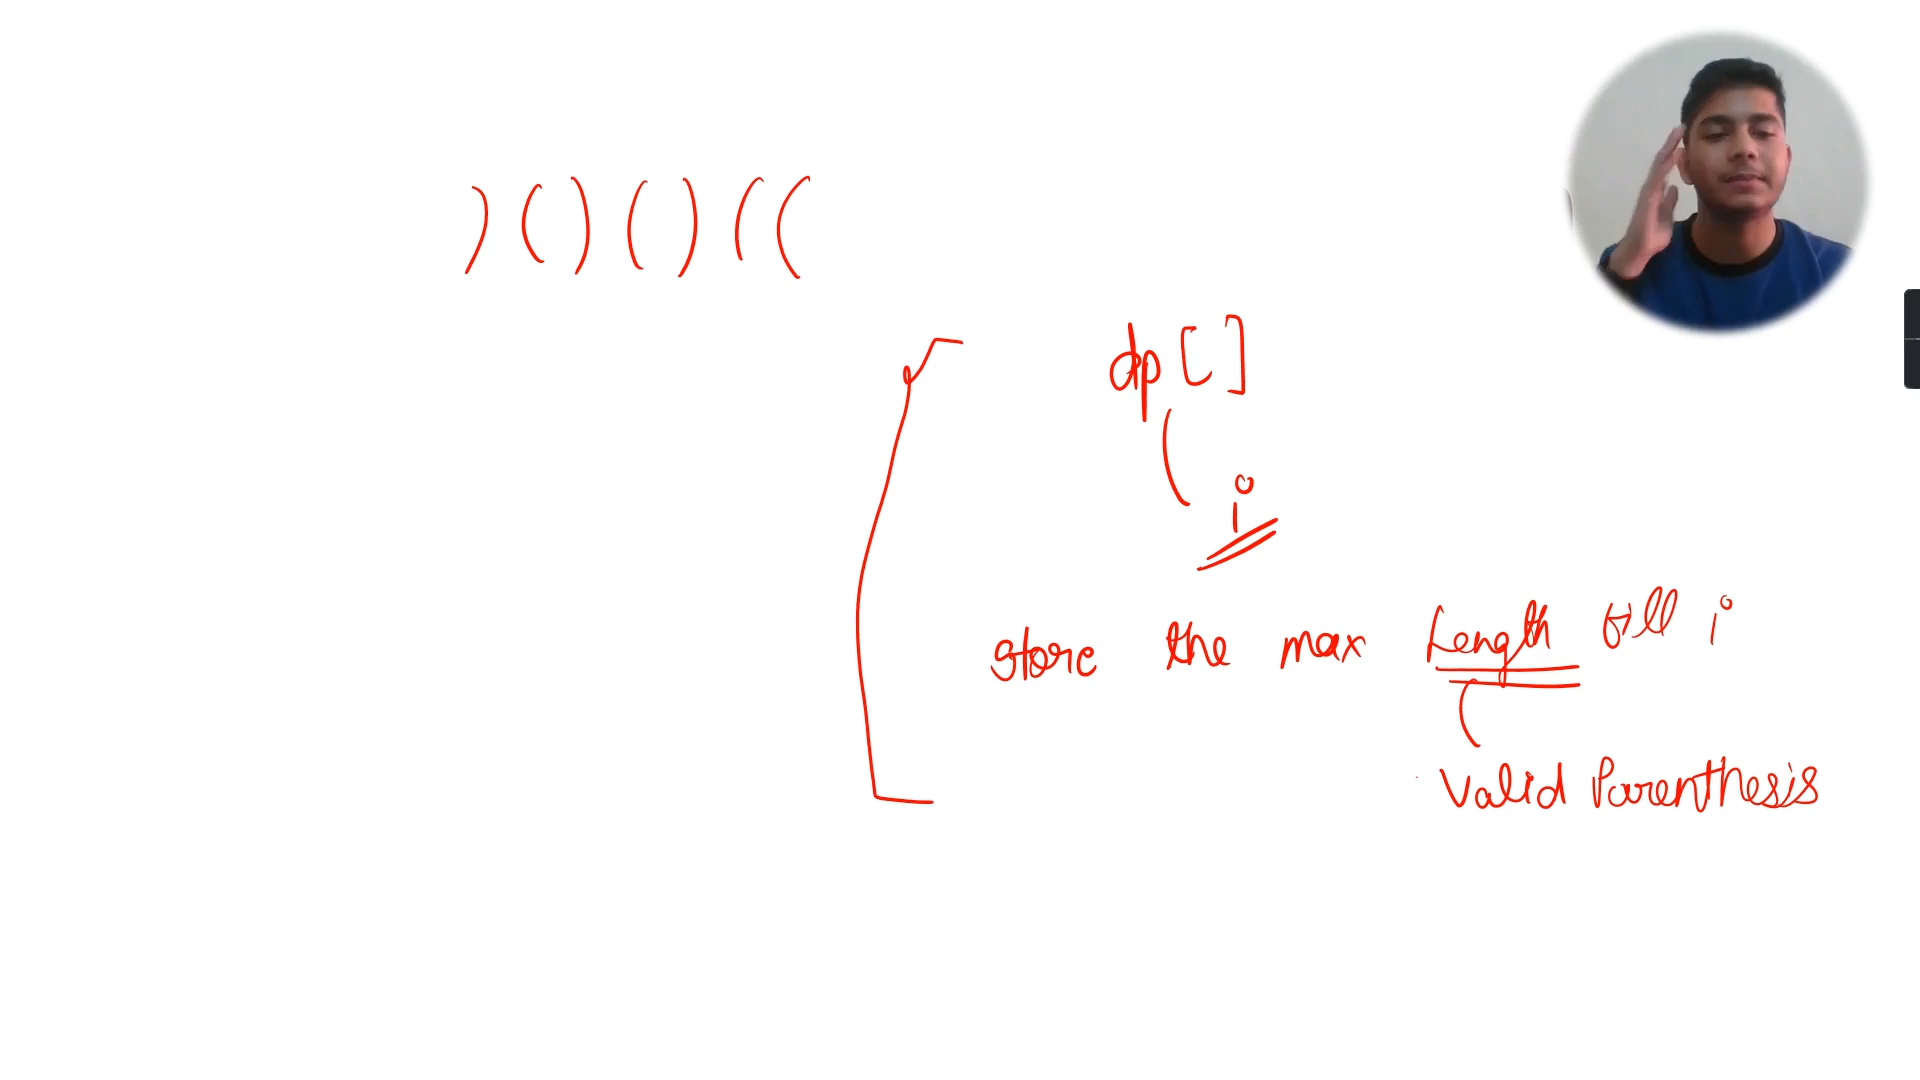 ) ( ) ( ) ( (
dp [ ]
i
store the max Length till i
Valid Parenthesis